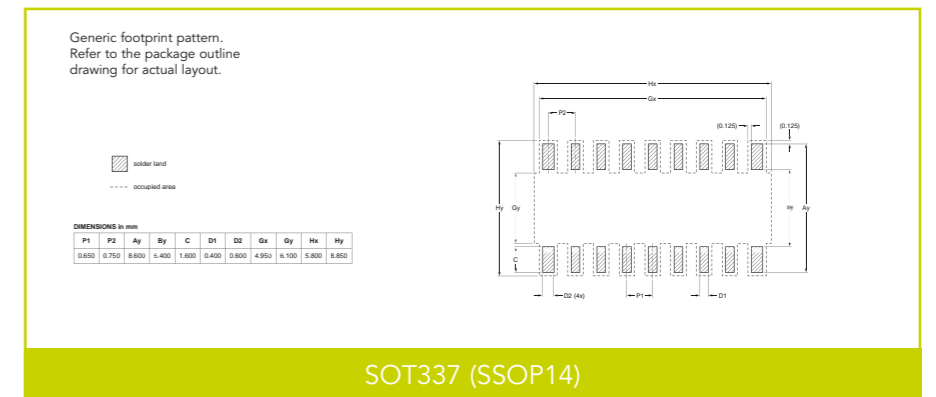 Generic footprint pattern.
Refer to the package outline
drawing for actual layout.
Hx
Gx
P2
(0.125) (0.125)
solder land
occupied area
Hy Gy By Ay
C
D2 (4x) P1 D1
DIMENSIONS in mm
P1 P2 Ay By C D1 D2 Gx Gy Hx Hy
0.650 0.750 8.600 5.400 1.600 0.400 0.600 4.950 6.100 5.800 8.850
SOT337 (SSOP14)